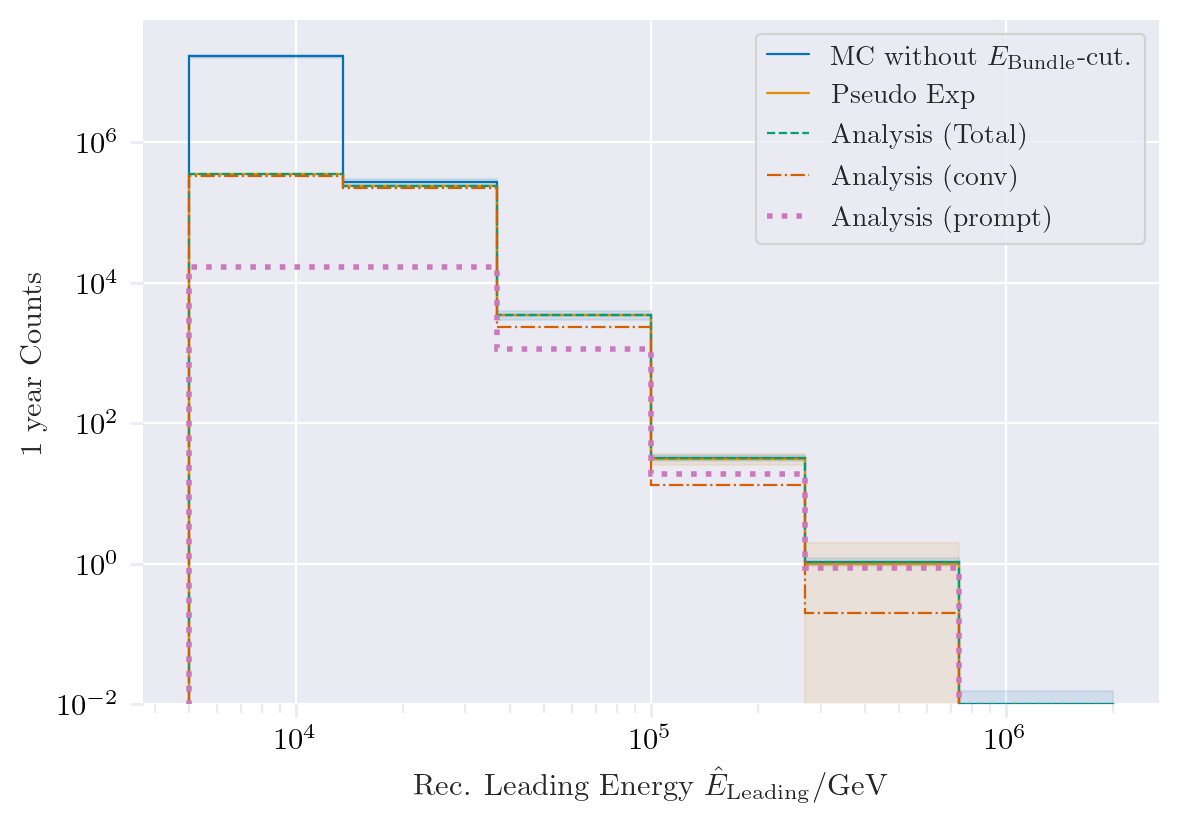 MC without E_Bundle-cut.
Pseudo Exp
Analysis (Total)
Analysis (conv)
Analysis (prompt)
10^6
10^4
10^2
10^0
10^−2
1 year Counts
10^4 10^5 10^6
Rec. Leading Energy Ê_Leading/GeV